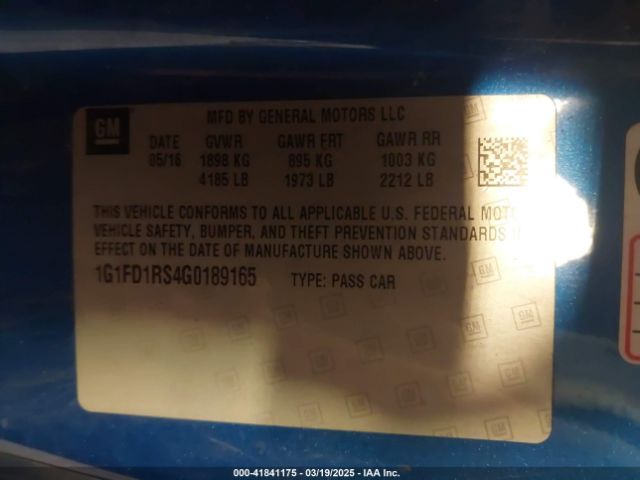 GM
MFD BY GENERAL MOTORS LLC
DATE GVWR GAWR FRT GAWR RR
05/16 1898 KG 895 KG 1003 KG
4185 LB 1973 LB 2212 LB
THIS VEHICLE CONFORMS TO ALL APPLICABLE U.S. FEDERAL MOTO
VEHICLE SAFETY, BUMPER, AND THEFT PREVENTION STANDARDS I
EFFECT ON THE DATE OF MANUFACTURE SHOWN ABOVE.
1G1FD1RS4G0189165 TYPE: PASS CAR
000-41841175 - 03/19/2025 - IAA Inc.